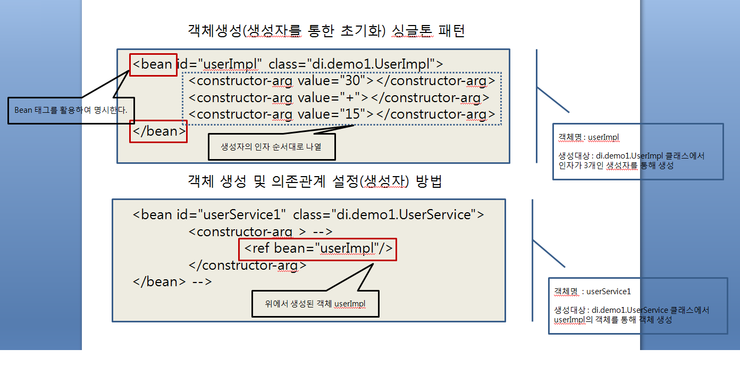 객체생성(생성자를 통한 초기화) 싱글톤 패턴
<bean id="userImpl" class="di.demo1.UserImpl">
<constructor-arg value="30"></constructor-arg>
<constructor-arg value="+"></constructor-arg>
<constructor-arg value="15"></constructor-arg>
</bean>
Bean 태그를 활용하여 명시한다.
생성자의 인자 순서대로 나열
객체명 : userImpl
생성대상 : di.demo1.UserImpl 클래스에서
인자가 3개인 생성자를 통해 생성
객체 생성 및 의존관계 설정(생성자) 방법
<bean id="userService1" class="di.demo1.UserService">
<constructor-arg > -->
<ref bean="userImpl"/>
</constructor-arg>
</bean> -->
위에서 생성된 객체 userImpl
객체명 : userService1
생성대상 : di.demo1.UserService 클래스에서
userImpl의 객체를 통해 객체 생성